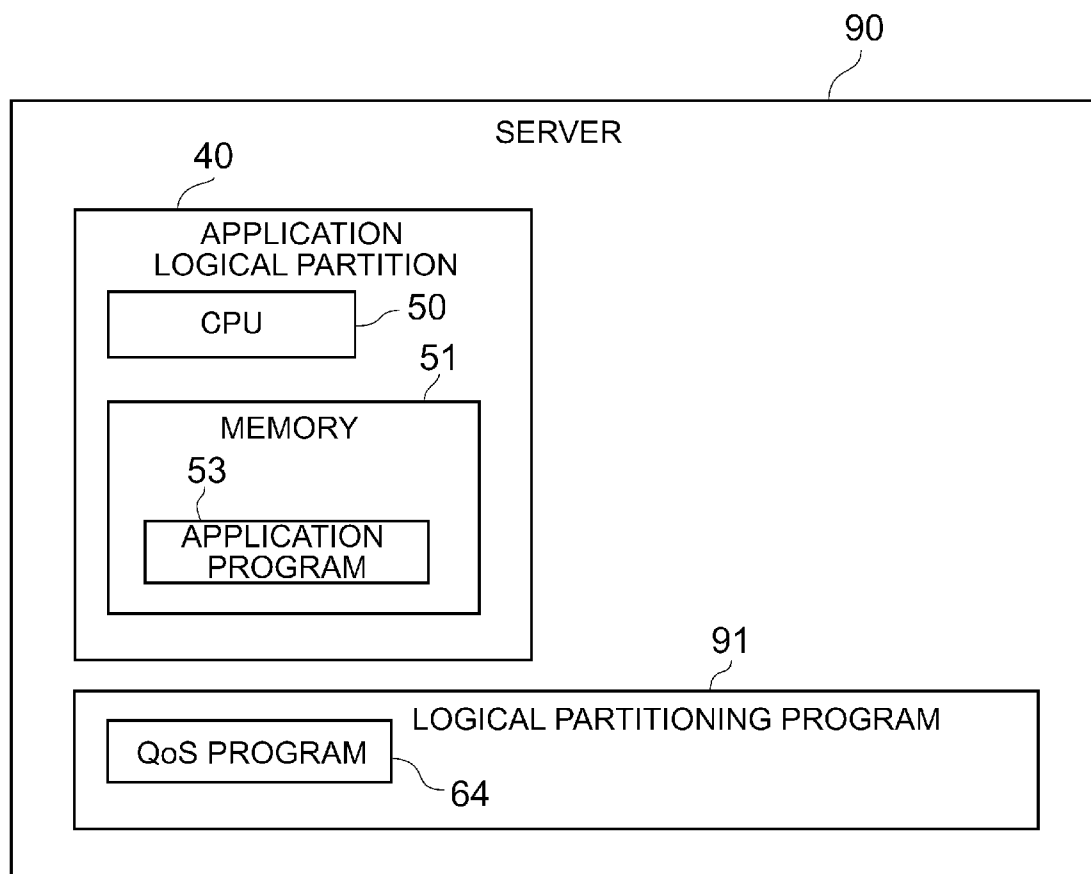 90
SERVER
40
APPLICATION
LOGICAL PARTITION
CPU
50
51
MEMORY
53
APPLICATION
PROGRAM
91
LOGICAL PARTITIONING PROGRAM
QoS PROGRAM
64